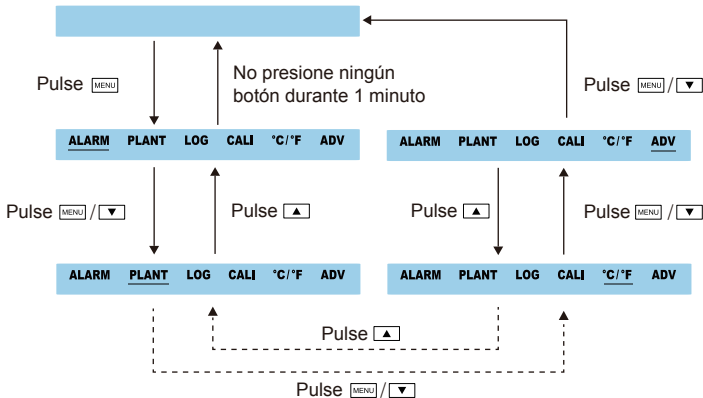 Pulse MENU
No presione ningún
botón durante 1 minuto
Pulse MENU/▼
ALARM PLANT LOG CALI °C/°F ADV
ALARM PLANT LOG CALI °C/°F ADV
Pulse MENU/▼
Pulse ▲
Pulse ▲
Pulse MENU/▼
ALARM PLANT LOG CALI °C/°F ADV
ALARM PLANT LOG CALI °C/°F ADV
Pulse ▲
Pulse MENU/▼